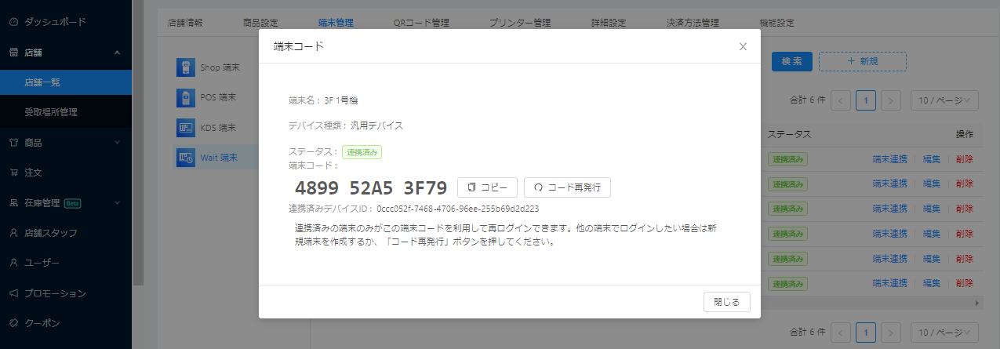 ダッシュボード
店舗
店舗一覧
受取場所管理
商品
注文
在庫管理 Beta
店舗スタッフ
ユーザー
プロモーション
クーポン
店舗情報 商品設定 端末管理 QRコード管理 プリンター管理 詳細設定 決済方法管理 機能設定
Shop 端末
POS 端末
KDS 端末
Wait 端末
検 索 + 新規
合計 6 件 < 1 > 10 / ページ
ステータス 操作
連携済み 端末連携 編集 削除
連携済み 端末連携 編集 削除
連携済み 端末連携 編集 削除
連携済み 端末連携 編集 削除
連携済み 端末連携 編集 削除
連携済み 端末連携 編集 削除
合計 6 件 < 1 > 10 / ページ
端末コード
端末名 : 3F 1号機
デバイス種類 : 汎用デバイス
ステータス : 連携済み
端末コード :
4899 52A5 3F79 コピー コード再発行
連携済みデバイスID : 0ccc052f-7468-4706-96ee-255b69d2d223
連携済みの端末のみがこの端末コードを利用して再ログインできます。他の端末でログインしたい場合は新
規端末を作成するか、「コード再発行」ボタンを押してください。
閉じる